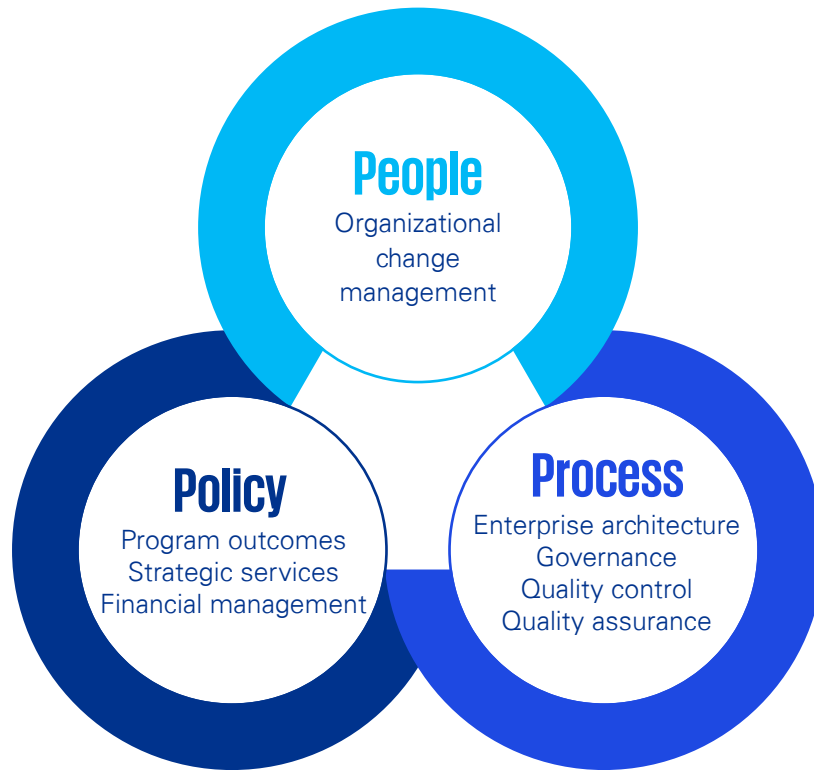 People
Organizational
change
management
Policy
Program outcomes
Strategic services
Financial management
Process
Enterprise architecture
Governance
Quality control
Quality assurance